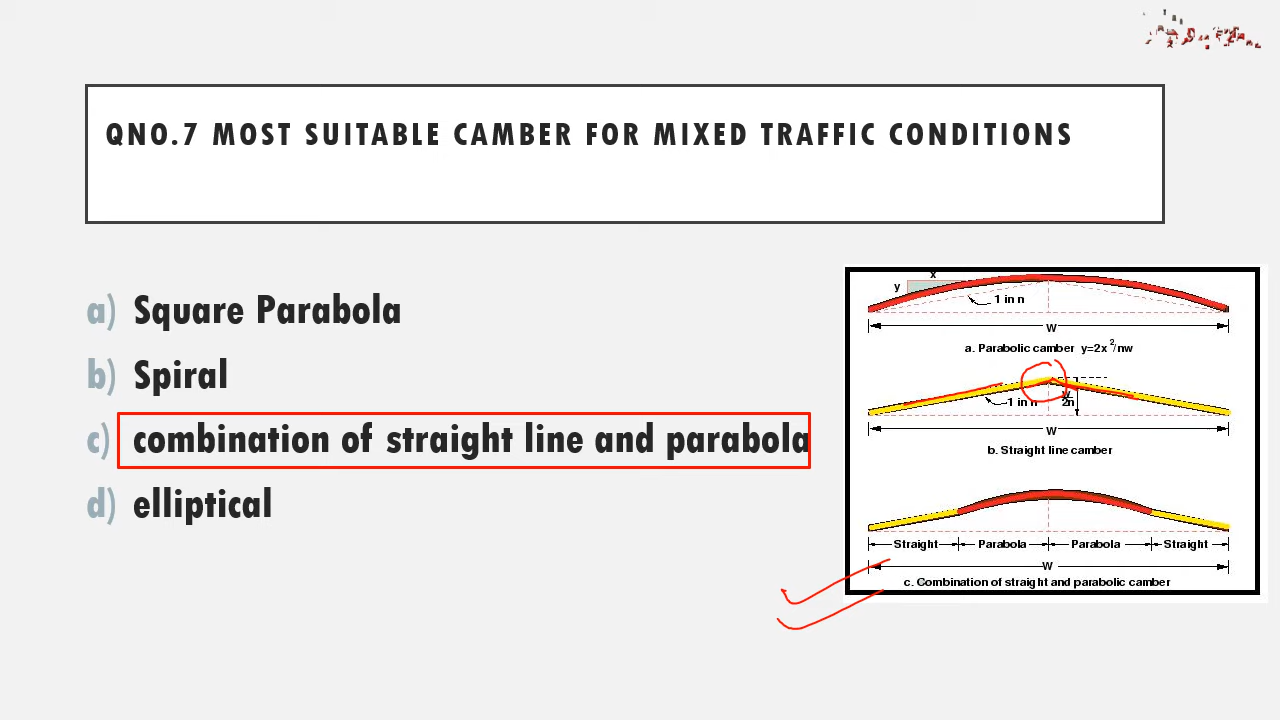 QNO.7 MOST SUITABLE CAMBER FOR MIXED TRAFFIC CONDITIONS
a) Square Parabola
b) Spiral
c) combination of straight line and parabola
d) elliptical
x
y
1 in n
W
a. Parabolic camber y=2x²/nw
1 in n
2n
W
b. Straight line camber
Straight Parabola Parabola Straight
W
c. Combination of straight and parabolic camber